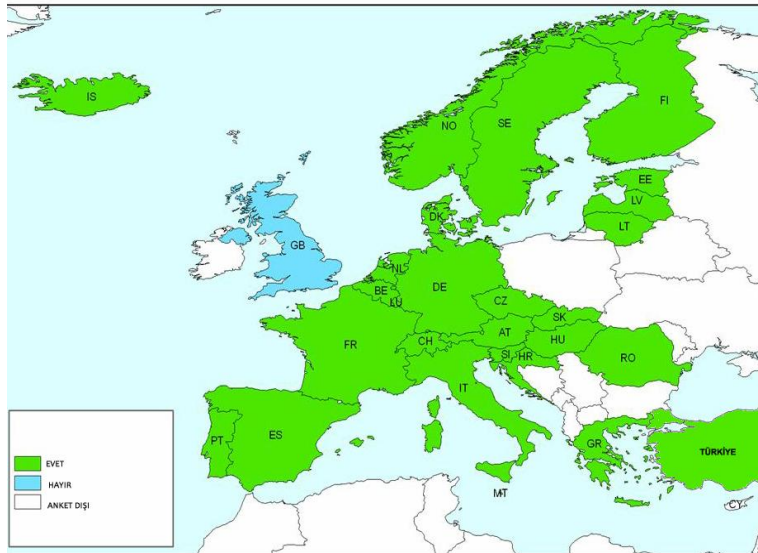 IS
NO
SE
FI
EE
LV
LT
DK
GB
NL
BE
LU
DE
CZ
SK
FR
CH
AT
HU
SI
HR
RO
IT
PT
ES
GR
TÜRKİYE
MT
CY
EVET
HAYIR
ANKET DIŞI